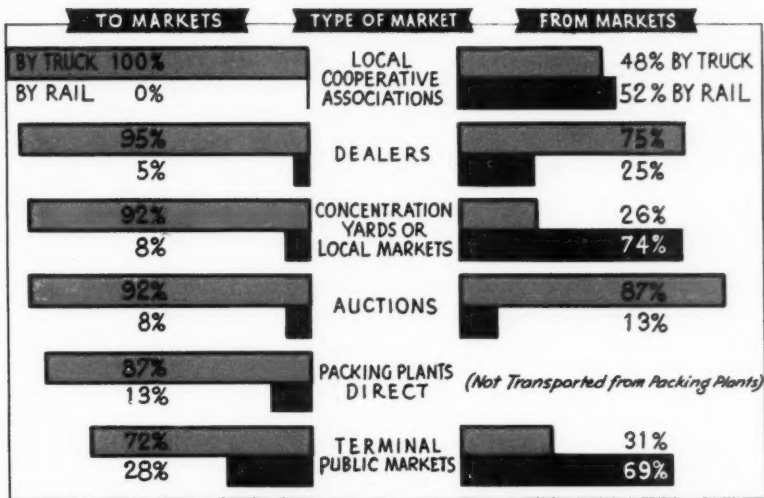 TO MARKETS TYPE OF MARKET FROM MARKETS
BY TRUCK 100%
BY RAIL 0%
LOCAL
COOPERATIVE
ASSOCIATIONS
48% BY TRUCK
52% BY RAIL
95%
5%
DEALERS
75%
25%
92%
8%
CONCENTRATION
YARDS OR
LOCAL MARKETS
26%
74%
92%
8%
AUCTIONS
87%
13%
87%
13%
PACKING PLANTS
DIRECT
(Not Transported from Packing Plants)
72%
28%
TERMINAL
PUBLIC MARKETS
31%
69%